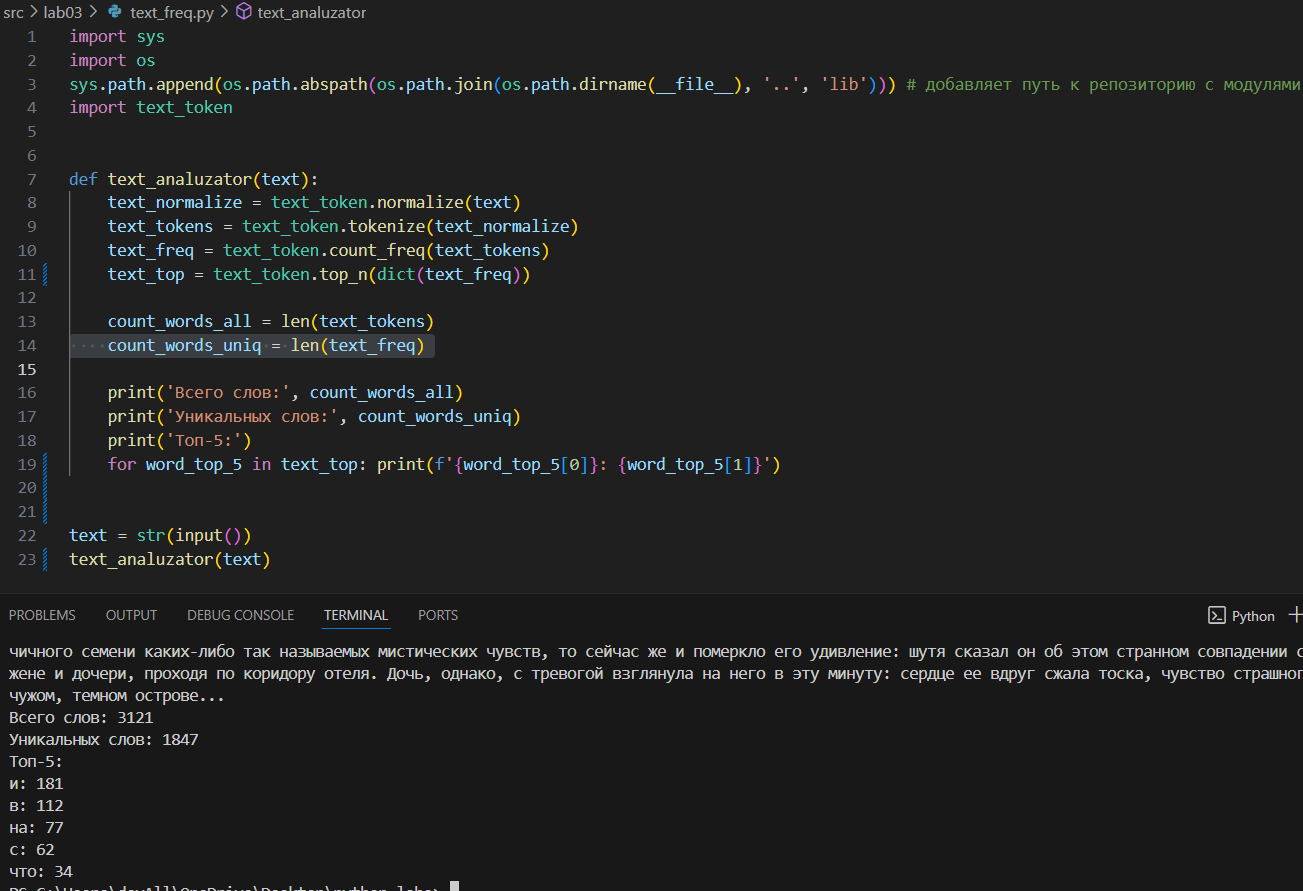 src > lab03 > text_freq.py > text_analuzator
1 import sys
2 import os
3 sys.path.append(os.path.abspath(os.path.join(os.path.dirname(__file__), '..', 'lib'))) # добавляет путь к репозиторию с модулями
4 import text_token
5
6
7 def text_analuzator(text):
8     text_normalize = text_token.normalize(text)
9     text_tokens = text_token.tokenize(text_normalize)
10     text_freq = text_token.count_freq(text_tokens)
11     text_top = text_token.top_n(dict(text_freq))
12
13     count_words_all = len(text_tokens)
14     count_words_uniq = len(text_freq)
15
16     print('Всего слов:', count_words_all)
17     print('Уникальных слов:', count_words_uniq)
18     print('Топ-5:')
19     for word_top_5 in text_top: print(f'{word_top_5[0]}: {word_top_5[1]}')
20
21
22 text = str(input())
23 text_analuzator(text)
PROBLEMS OUTPUT DEBUG CONSOLE TERMINAL PORTS Python
чичного семени каких-либо так называемых мистических чувств, то сейчас же и померкло его удивление: шутя сказал он об этом странном совпадении с
жене и дочери, проходя по коридору отеля. Дочь, однако, с тревогой взглянула на него в эту минуту: сердце ее вдруг сжала тоска, чувство
чужом, темном острове...
Всего слов: 3121
Уникальных слов: 1847
Топ-5:
и: 181
в: 112
на: 77
с: 62
что: 34